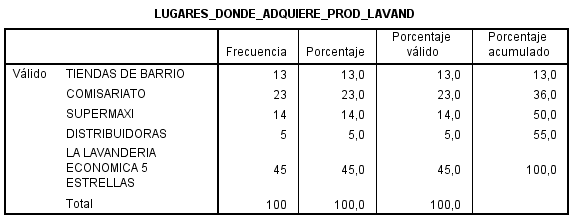 LUGARES_DONDE_ADQUIERE_PROD_LAVAND
Frecuencia Porcentaje Porcentaje válido Porcentaje acumulado
Válido TIENDAS DE BARRIO 13 13,0 13,0 13,0
COMISARIATO 23 23,0 23,0 36,0
SUPERMAXI 14 14,0 14,0 50,0
DISTRIBUIDORAS 5 5,0 5,0 55,0
LA LAVANDERIA
ECONOMICA 5 45 45,0 45,0 100,0
ESTRELLAS
Total 100 100,0 100,0